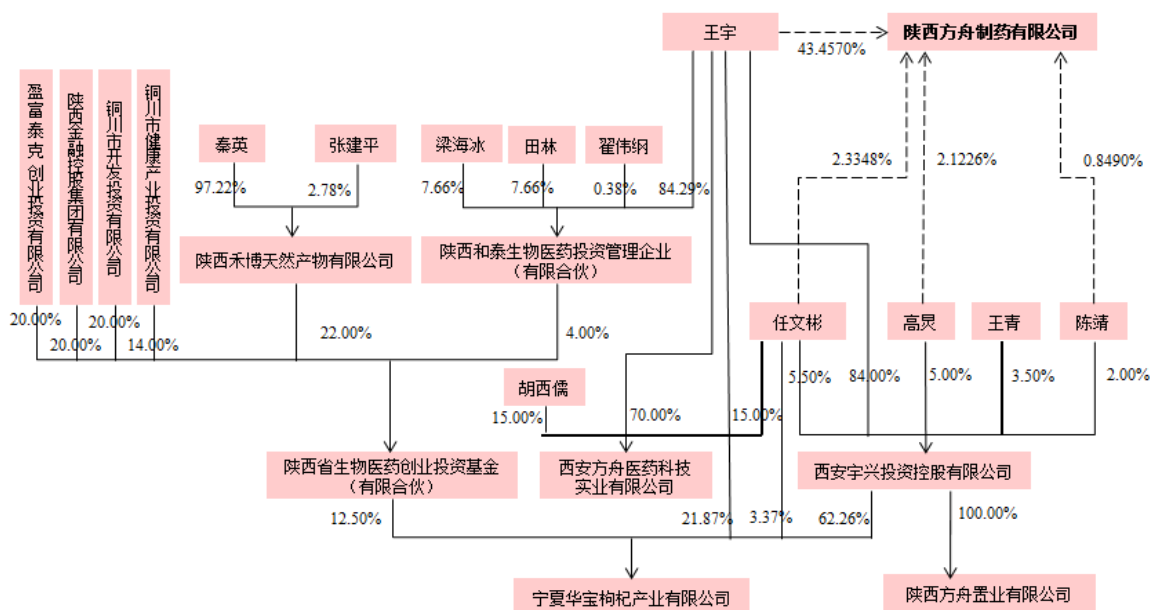 王宇
陕西方舟制药有限公司
43.4570%
盈富泰克创业投资有限公司
陕西金融控股集团有限公司
铜川市开发投资有限公司
铜川市健康产业投资有限公司
秦英
张建平
梁海冰
田林
翟伟纲
97.22%
2.78%
7.66%
7.66%
0.38%
84.29%
2.3348%
2.1226%
0.8490%
陕西禾博天然产物有限公司
陕西和泰生物医药投资管理企业
（有限合伙）
20.00%
20.00%
20.00%
14.00%
22.00%
4.00%
任文彬
高炅
王青
陈靖
胡西儒
15.00%
70.00%
15.00%
5.50%
84.00%
5.00%
3.50%
2.00%
陕西省生物医药创业投资基金
（有限合伙）
西安方舟医药科技
实业有限公司
西安宇兴投资控股有限公司
12.50%
21.87%
3.37%
62.26%
100.00%
宁夏华宝枸杞产业有限公司
陕西方舟置业有限公司